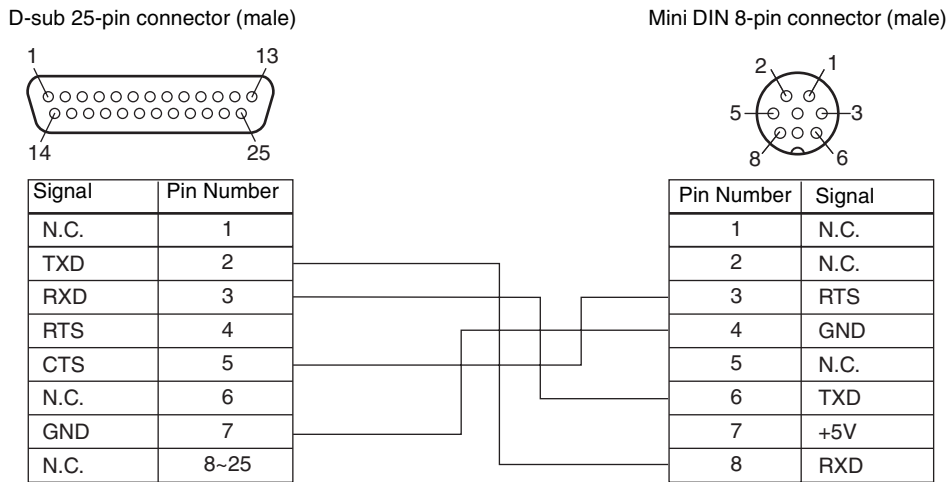 D-sub 25-pin connector (male)
Mini DIN 8-pin connector (male)
1 13
14 25
2 1
5 3
8 6
Signal Pin Number
N.C. 1
TXD 2
RXD 3
RTS 4
CTS 5
N.C. 6
GND 7
N.C. 8~25
Pin Number Signal
1 N.C.
2 N.C.
3 RTS
4 GND
5 N.C.
6 TXD
7 +5V
8 RXD